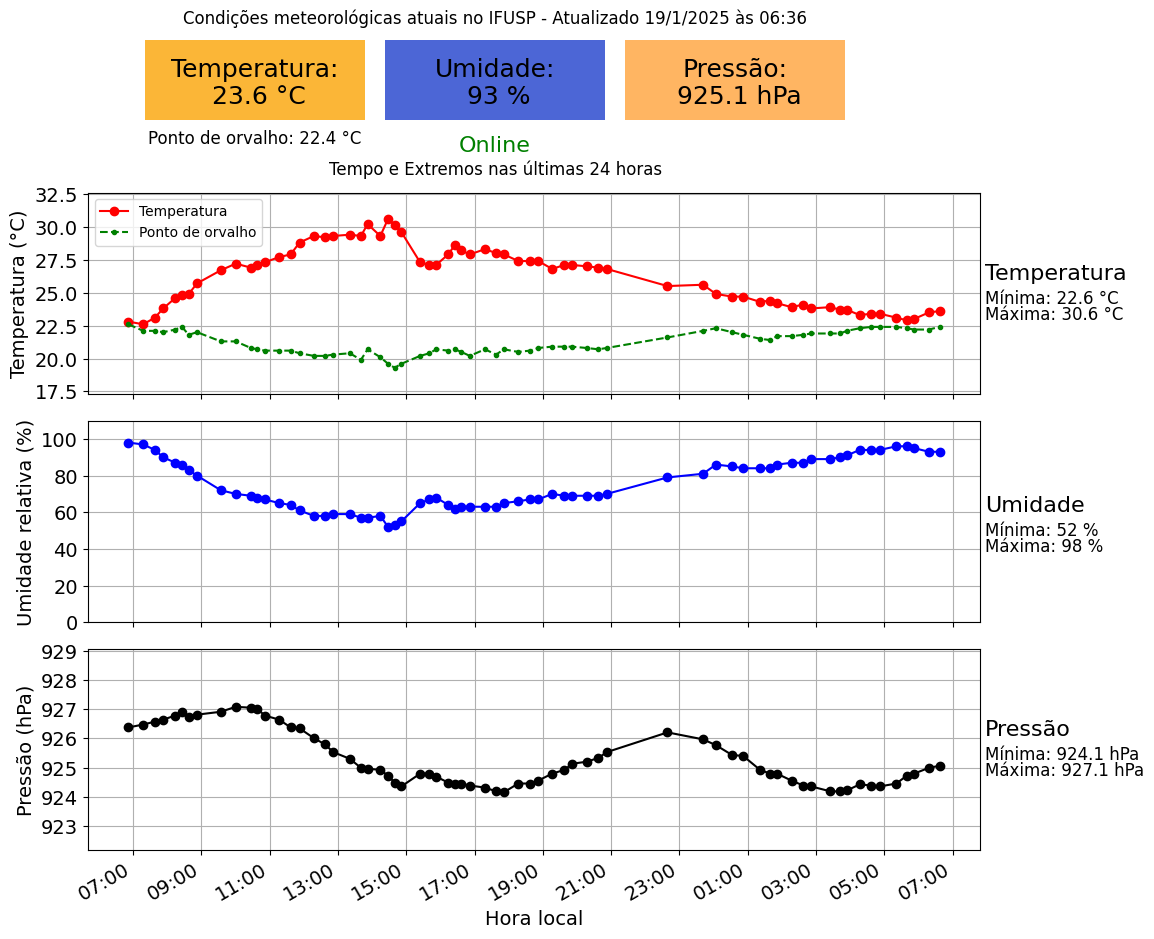 Condições meteorológicas atuais no IFUSP - Atualizado 19/1/2025 às 06:36
Temperatura:
23.6 °C
Umidade:
93 %
Pressão:
925.1 hPa
Ponto de orvalho: 22.4 °C
Online
Tempo e Extremos nas últimas 24 horas
Temperatura (°C)
32.5
30.0
27.5
25.0
22.5
20.0
17.5
Temperatura
Ponto de orvalho
Temperatura
Mínima: 22.6 °C
Máxima: 30.6 °C
Umidade relativa (%)
100
80
60
40
20
0
Umidade
Mínima: 52 %
Máxima: 98 %
Pressão (hPa)
929
928
927
926
925
924
923
Pressão
Mínima: 924.1 hPa
Máxima: 927.1 hPa
07:00 09:00 11:00 13:00 15:00 17:00 19:00 21:00 23:00 01:00 03:00 05:00 07:00
Hora local